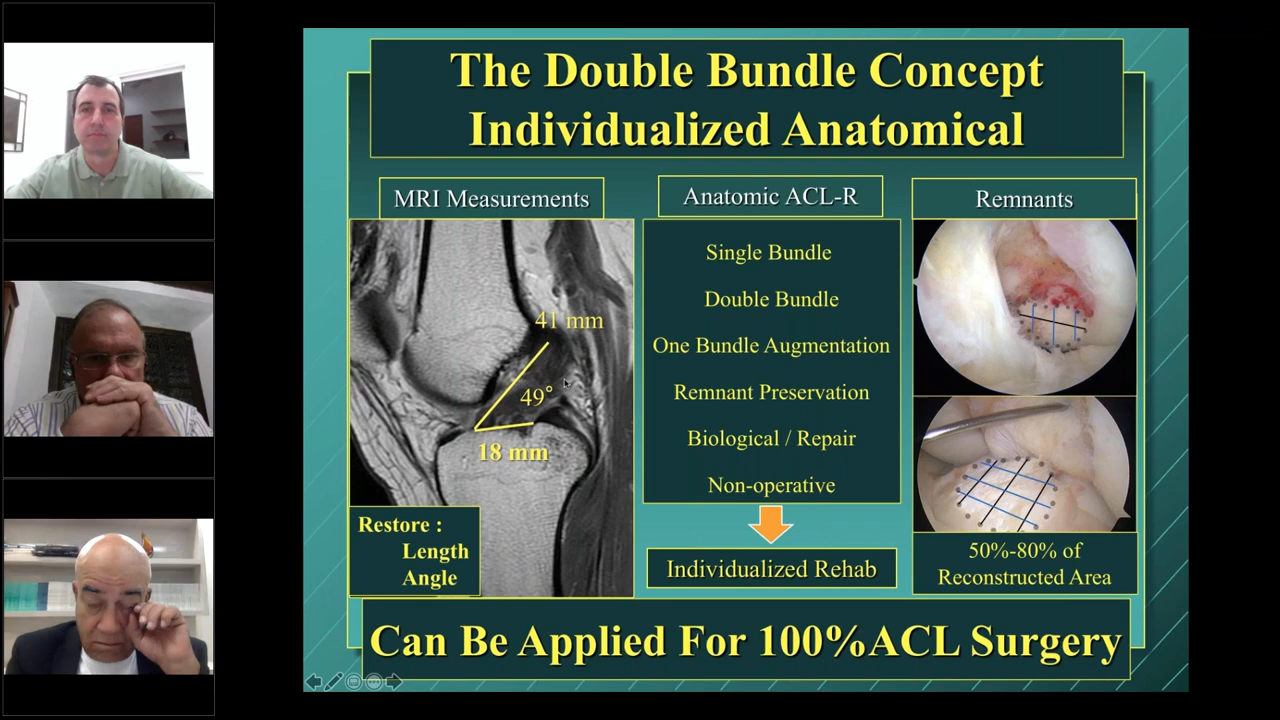 The Double Bundle Concept
Individualized Anatomical
MRI Measurements
41 mm
49°
18 mm
Restore :
Length
Angle
Anatomic ACL-R
Single Bundle
Double Bundle
One Bundle Augmentation
Remnant Preservation
Biological / Repair
Non-operative
Individualized Rehab
Remnants
50%-80% of
Reconstructed Area
Can Be Applied For 100%ACL Surgery